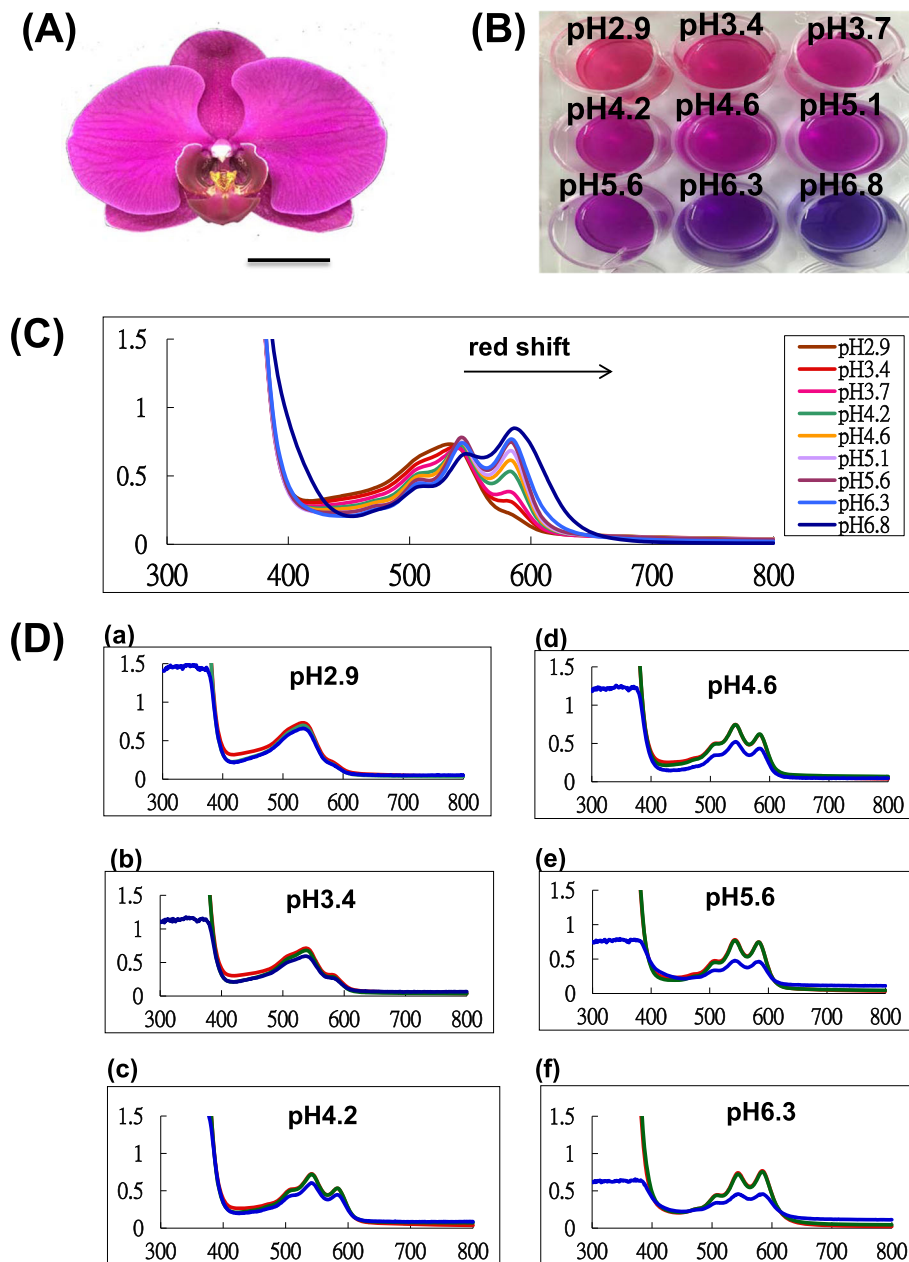 (A)
(B)
pH2.9 pH3.4 pH3.7
pH4.2 pH4.6 pH5.1
pH5.6 pH6.3 pH6.8
(C)
1.5
1
0.5
0
300 400 500 600 700 800
red shift
pH2.9
pH3.4
pH3.7
pH4.2
pH4.6
pH5.1
pH5.6
pH6.3
pH6.8
(D)
(a)
pH2.9
1.5
1
0.5
0
300 400 500 600 700 800
(b)
pH3.4
1.5
1
0.5
0
300 400 500 600 700 800
(c)
pH4.2
1.5
1
0.5
0
300 400 500 600 700 800
(d)
pH4.6
1.5
1
0.5
0
300 400 500 600 700 800
(e)
pH5.6
1.5
1
0.5
0
300 400 500 600 700 800
(f)
pH6.3
1.5
1
0.5
0
300 400 500 600 700 800